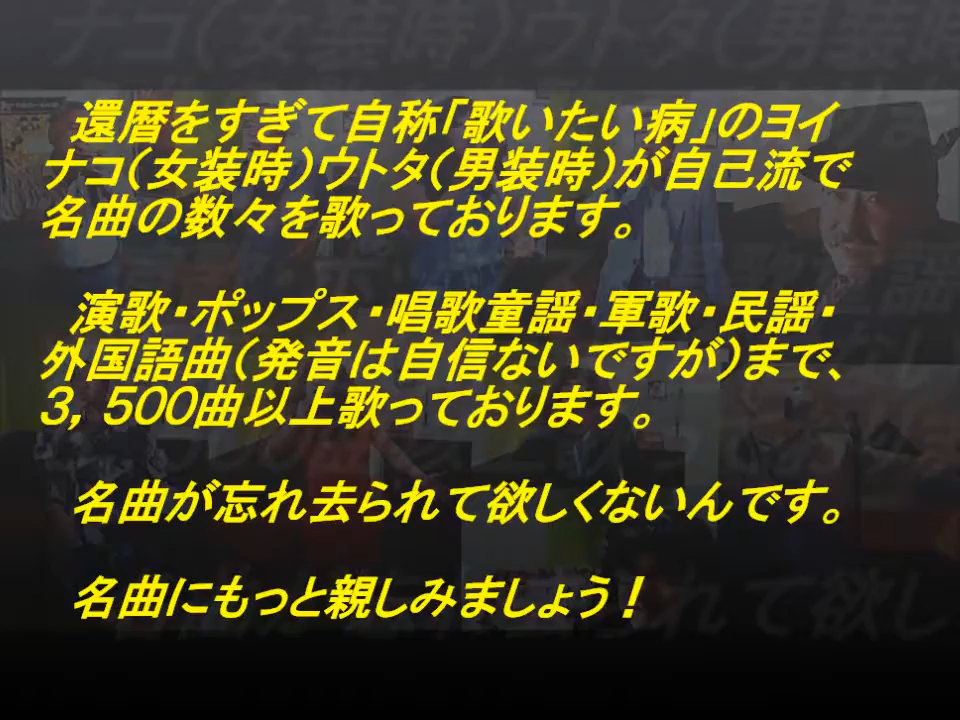 還暦をすぎて自称「歌いたい病」のヨイ
ナコ(女装時)ウトタ(男装時)が自己流で
名曲の数々を歌っております。
演歌・ポップス・唱歌童謡・軍歌・民謡・
外国語曲(発音は自信ないですが)まで、
3,500曲以上歌っております。
名曲が忘れ去られて欲しくないんです。
名曲にもっと親しみましょう!